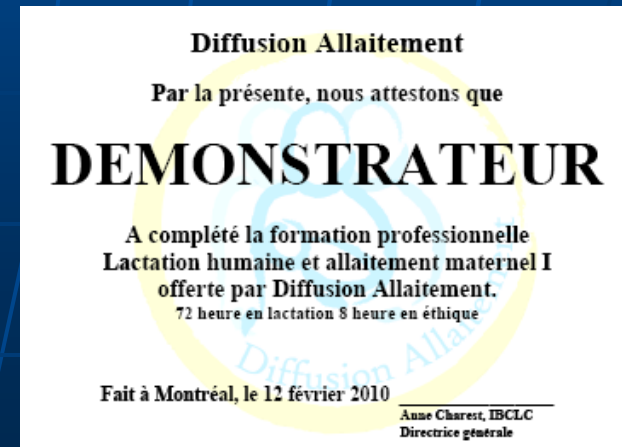 Diffusion Allaitement
Par la présente, nous attestons que
DEMONSTRATEUR
A complété la formation professionnelle
Lactation humaine et allaitement maternel I
offerte par Diffusion Allaitement.
72 heure en lactation 8 heure en éthique
Diffusion Allaitement
Fait à Montréal, le 12 février 2010
Anne Charest, IBCLC
Directrice générale